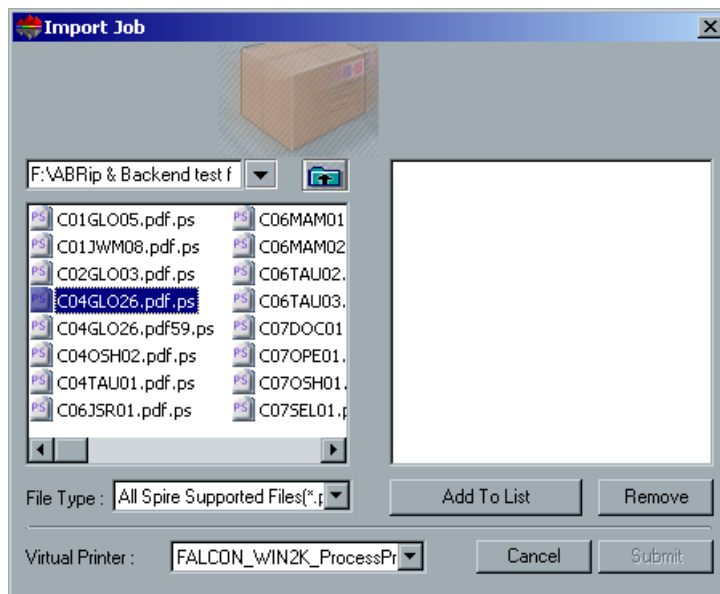 Import Job
F:\ABRip & Backend test f
C01GLO05.pdf.ps
C01JWM08.pdf.ps
C02GLO03.pdf.ps
C04GLO26.pdf.ps
C04GLO26.pdf59.ps
C04OSH02.pdf.ps
C04TAU01.pdf.ps
C06JSR01.pdf.ps
C06MAM01
C06MAM02
C06TAU02.
C06TAU03.
C07DOC01
C07OPE01.
C07OSH01.
C07SEL01.p
File Type : All Spire Supported Files(*.p
Add To List Remove
Virtual Printer : FALCON_WIN2K_ProcessPr
Cancel Submit